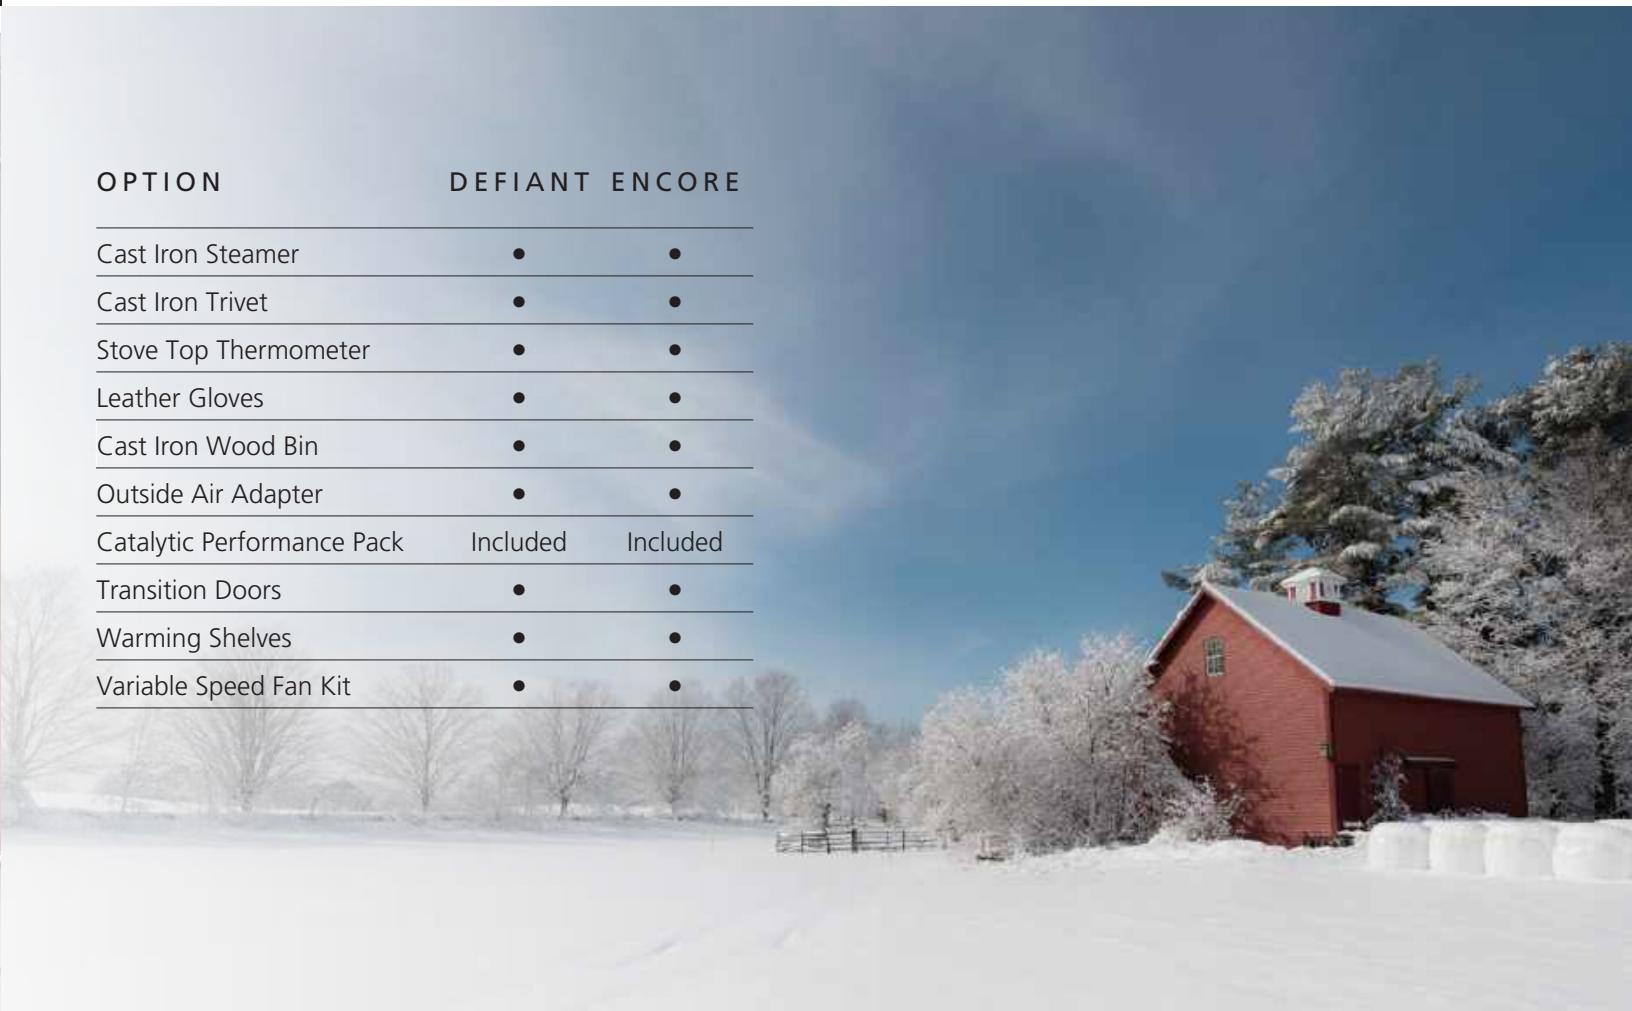 OPTION DEFIANT ENCORE
Cast Iron Steamer • •
Cast Iron Trivet • •
Stove Top Thermometer • •
Leather Gloves • •
Cast Iron Wood Bin • •
Outside Air Adapter • •
Catalytic Performance Pack Included Included
Transition Doors • •
Warming Shelves • •
Variable Speed Fan Kit • •